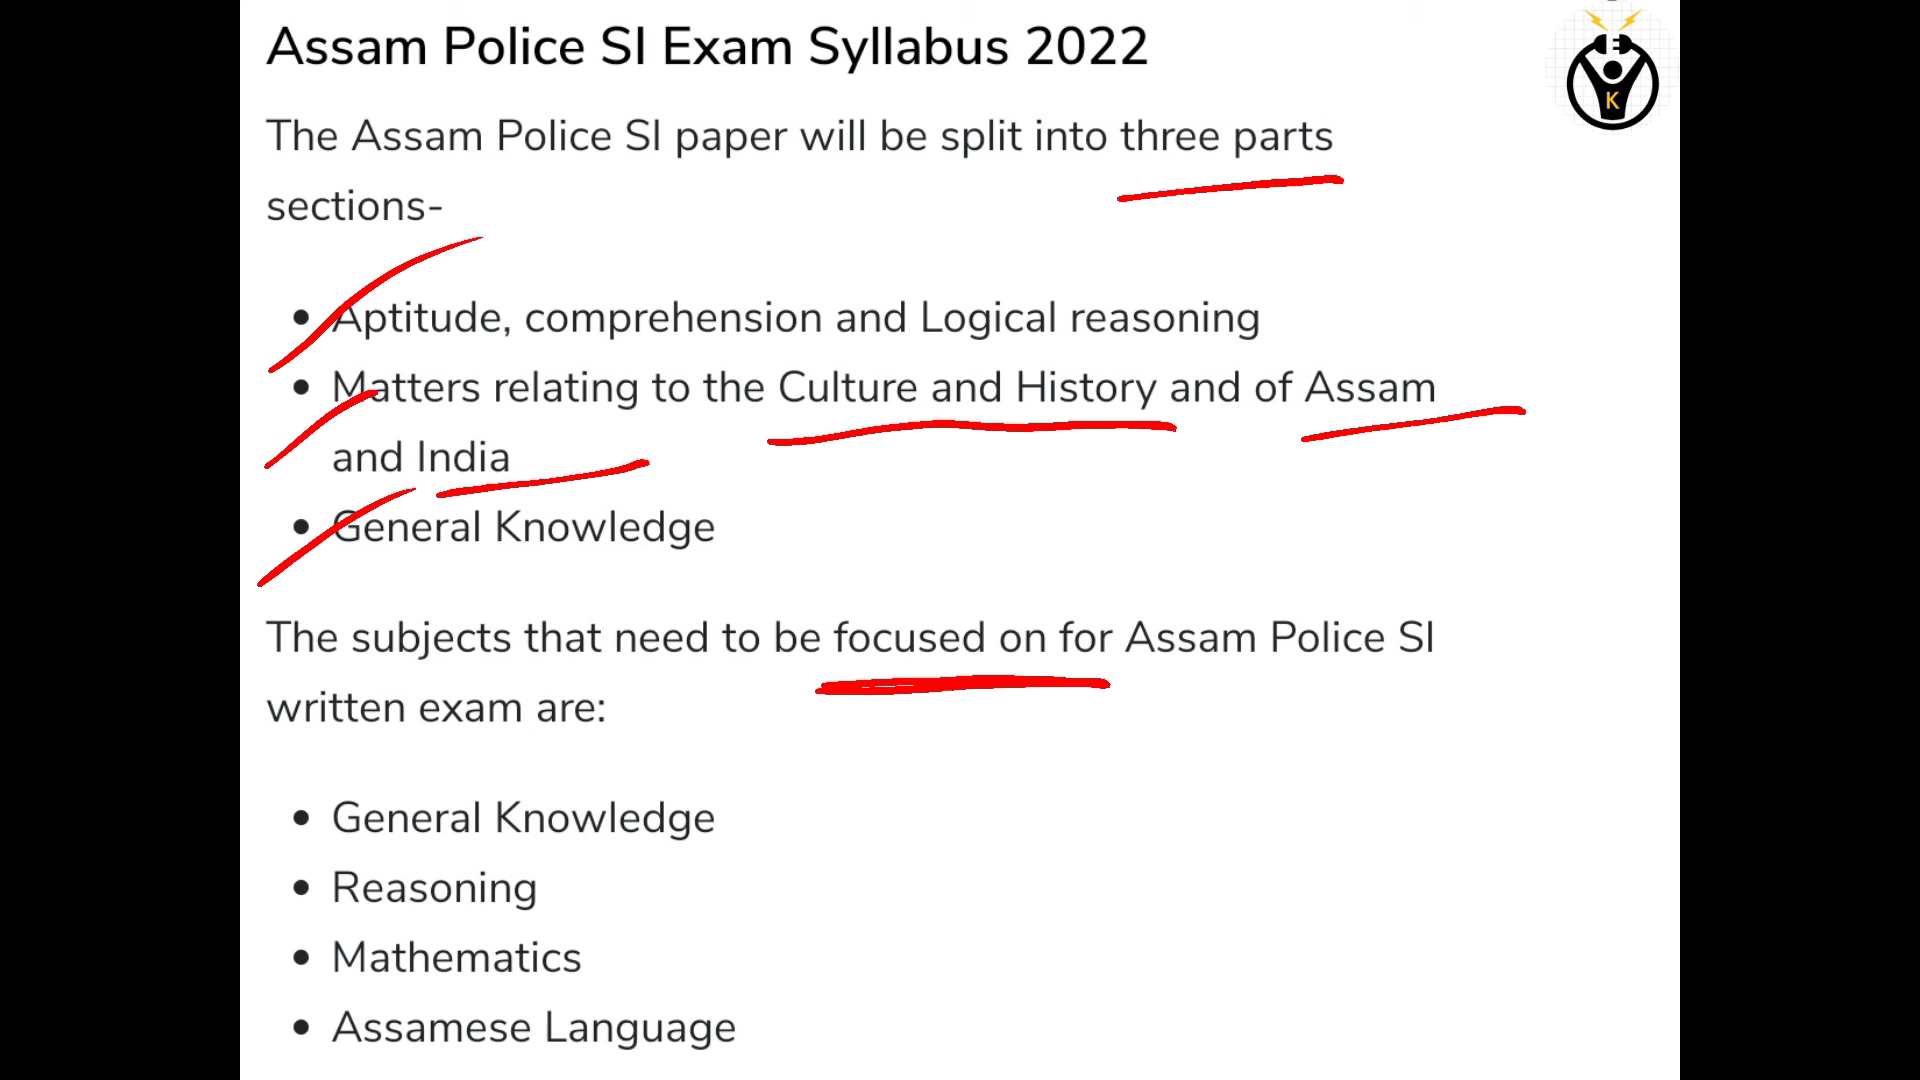 Assam Police SI Exam Syllabus 2022
The Assam Police SI paper will be split into three parts
sections-
• Aptitude, comprehension and Logical reasoning
• Matters relating to the Culture and History and of Assam
and India
• General Knowledge
The subjects that need to be focused on for Assam Police SI
written exam are:
• General Knowledge
• Reasoning
• Mathematics
• Assamese Language
K